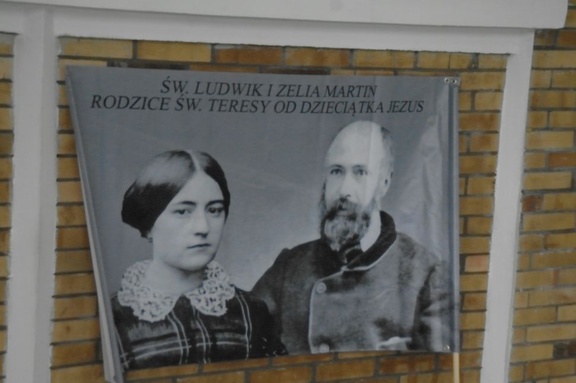 ŚW. LUDWIK I ZELIA MARTIN
RODZICE ŚW. TERESY OD DZIECIĄTKA JEZUS